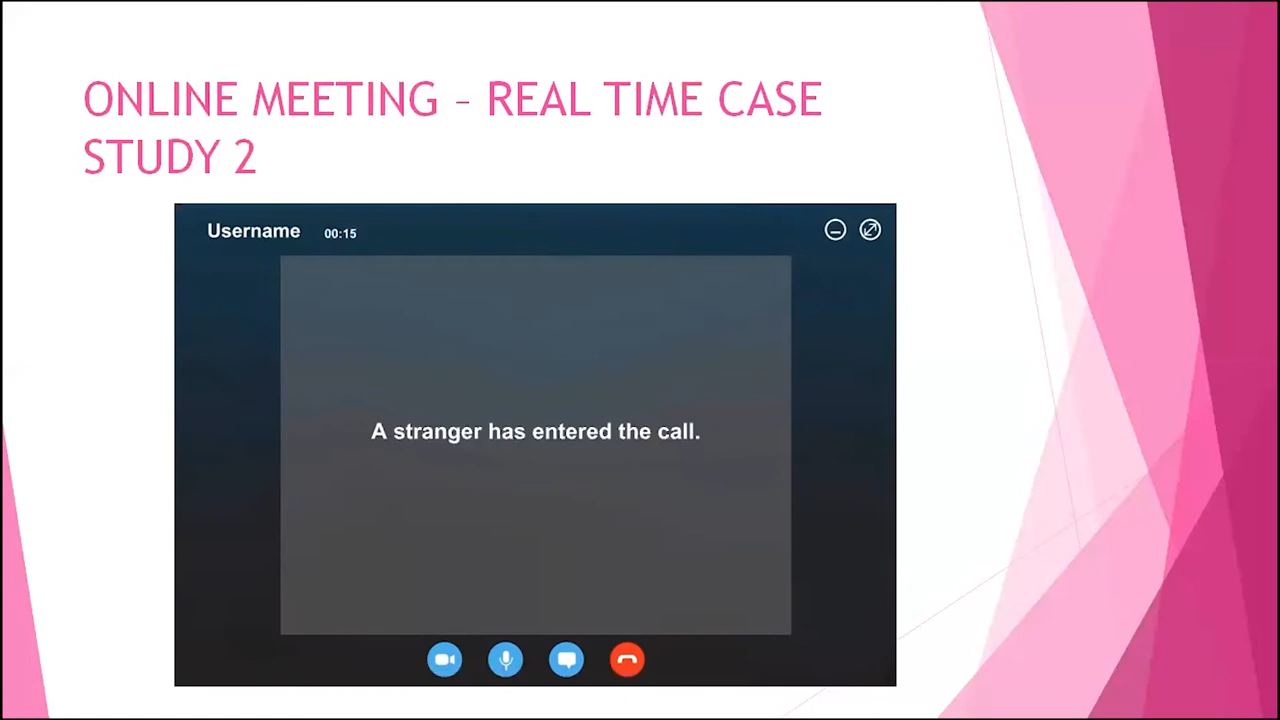 ONLINE MEETING – REAL TIME CASE
STUDY 2
Username 00:15
A stranger has entered the call.